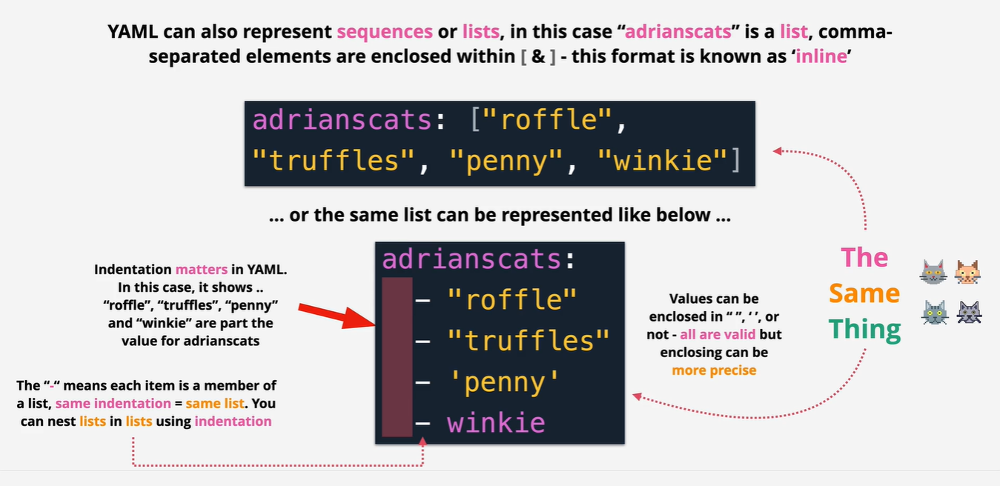 YAML can also represent sequences or lists, in this case “adrianscats” is a list, comma-
separated elements are enclosed within [ & ] - this format is known as ‘inline’
adrianscats: ["roffle",
"truffles", "penny", "winkie"]
... or the same list can be represented like below ...
Indentation matters in YAML.
In this case, it shows ..
“roffle”, “truffles”, “penny”
and “winkie” are part the
value for adrianscats
The “-“ means each item is a member of
a list, same indentation = same list. You
can nest lists in lists using indentation
adrianscats:
- "roffle"
- "truffles"
- 'penny'
- winkie
Values can be
enclosed in “ ”, ‘ ’, or
not - all are valid but
enclosing can be
more precise
The
Same
Thing